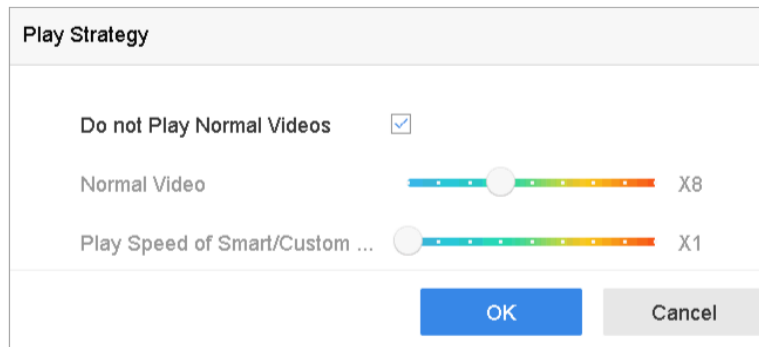 Play Strategy
Do not Play Normal Videos
Normal Video X8
Play Speed of Smart/Custom ... X1
OK Cancel